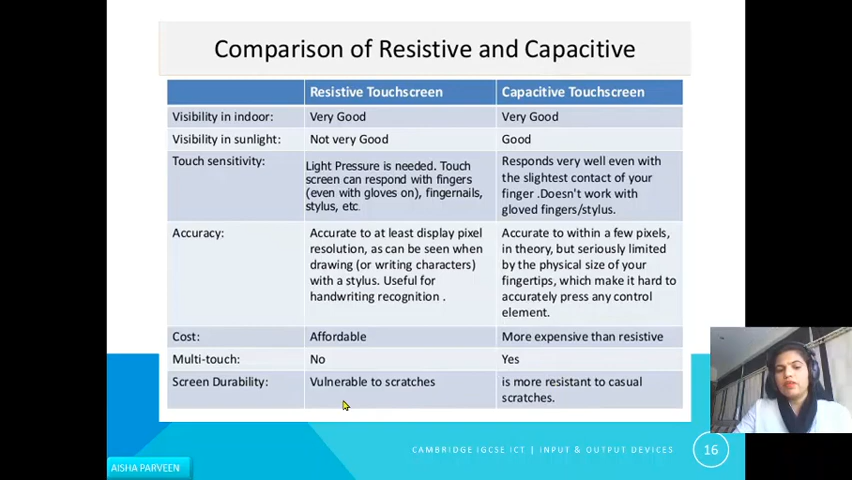 Comparison of Resistive and Capacitive
Resistive Touchscreen Capacitive Touchscreen
Visibility in indoor: Very Good Very Good
Visibility in sunlight: Not very Good Good
Touch sensitivity:
Light Pressure is needed. Touch
screen can respond with fingers
(even with gloves on), fingernails,
stylus, etc.
Responds very well even with
the slightest contact of your
finger .Doesn't work with
gloved fingers/stylus.
Accuracy:
Accurate to at least display pixel
resolution, as can be seen when
drawing (or writing characters)
with a stylus. Useful for
handwriting recognition .
Accurate to within a few pixels,
in theory, but seriously limited
by the physical size of your
fingertips, which make it hard to
accurately press any control
element.
Cost: Affordable More expensive than resistive
Multi-touch: No Yes
Screen Durability: Vulnerable to scratches
is more resistant to casual
scratches.
CAMBRIDGE IGCSE ICT | INPUT & OUTPUT DEVICES 16
AISHA PARVEEN